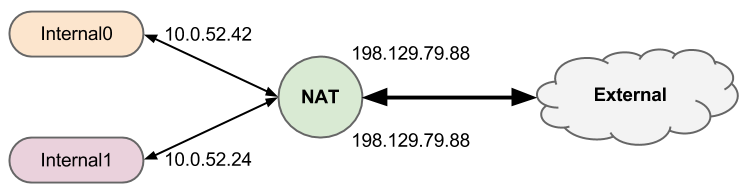 Internal0
10.0.52.42
198.129.79.88
NAT
External
198.129.79.88
Internal1
10.0.52.24